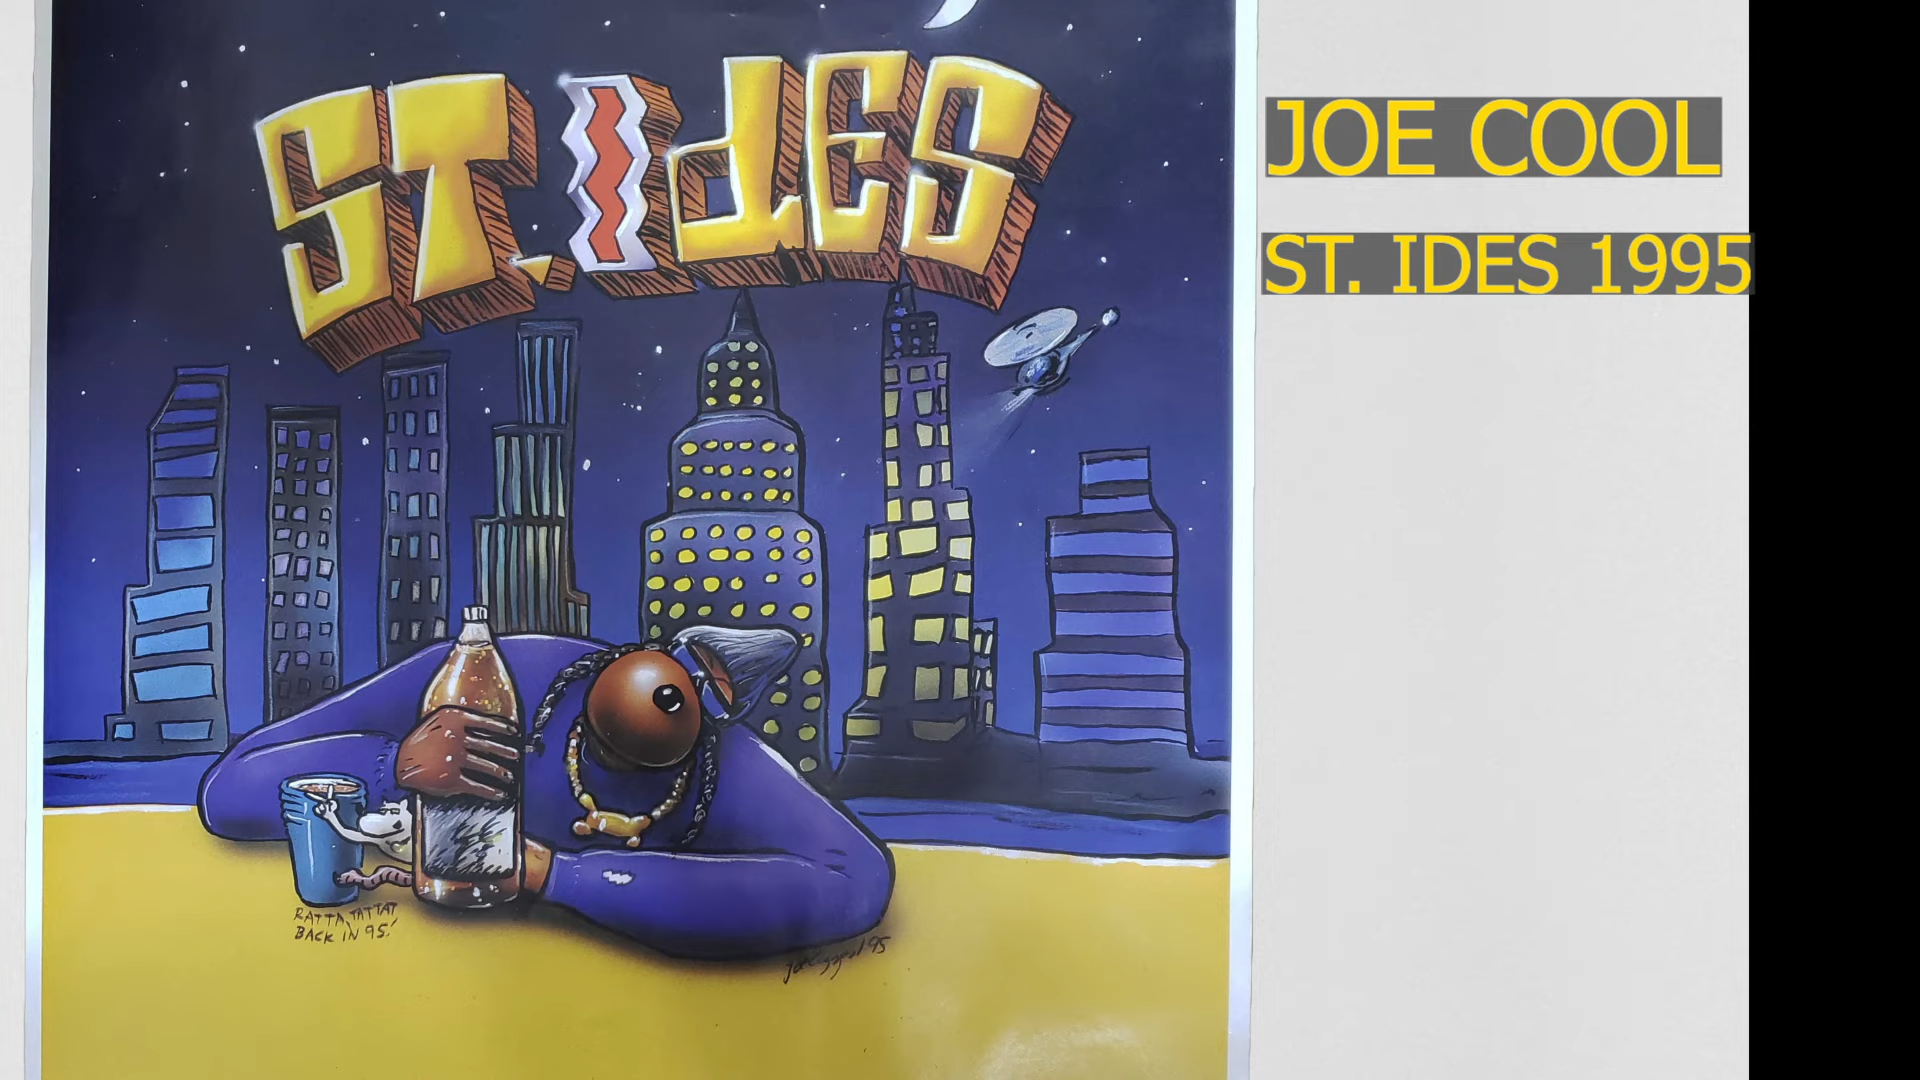 ST. IdES
JOE COOL
ST. IDES 1995
RATTA TATTAT
BACK IN 95!